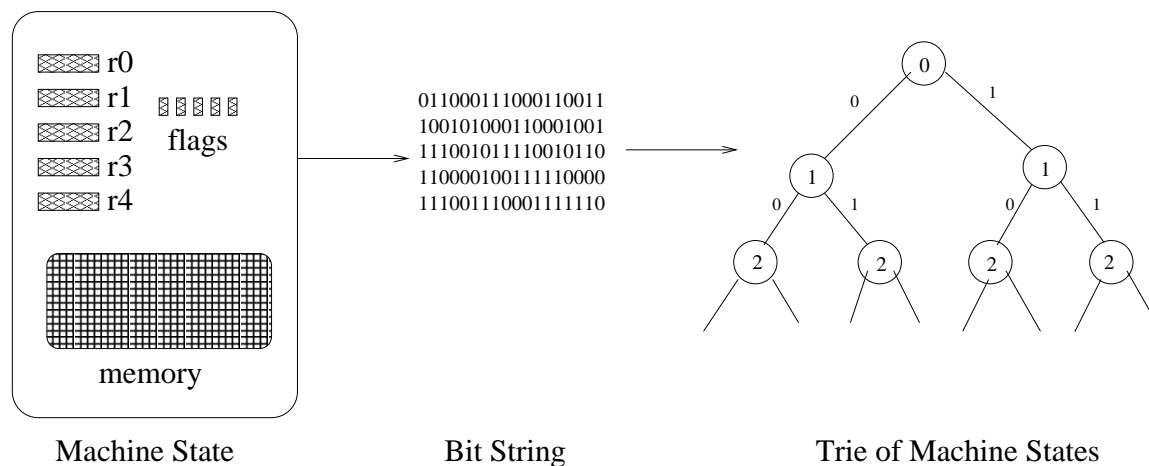 r0
r1
r2
r3
r4
flags
memory
Machine State
011000111000110011
100101000110001001
111001011110010110
110000100111110000
111001110001111110
Bit String
0
0
1
1
1
0
1
0
1
2
2
2
2
Trie of Machine States